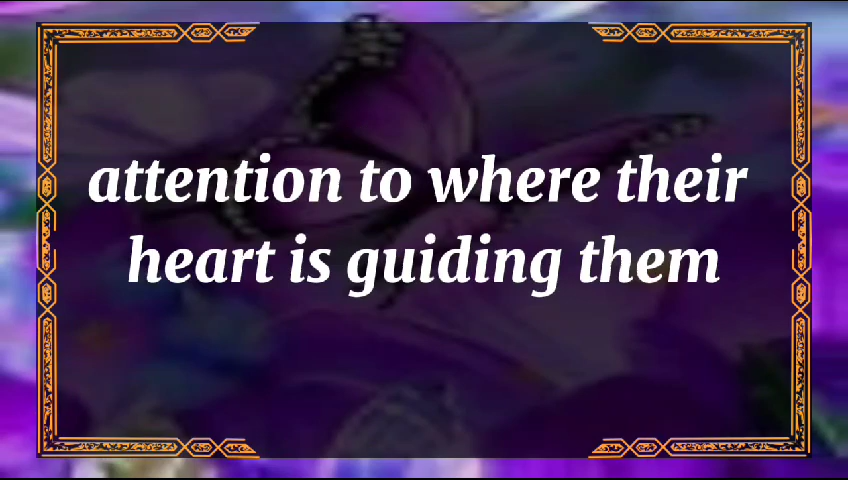 attention to where their
heart is guiding them